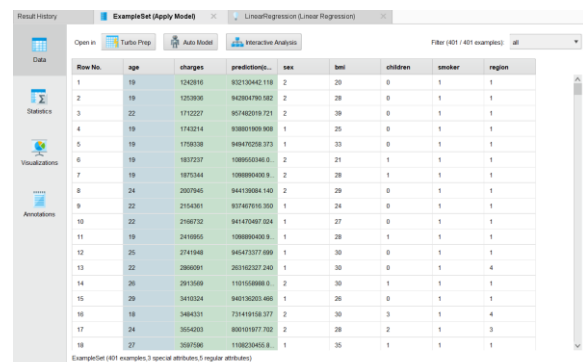 Result History
ExampleSet (Apply Model)
LinearRegression (Linear Regression)
Data
Statistics
Visualizations
Annotations
Open in Turbo Prep Auto Model Interactive Analysis Filter (401 / 401 examples): all
Row No. age charges prediction(c... sex bmi children smoker region
1 19 1242816 932130442.119 2 20 0 1 1
2 19 1253936 942804790.582 2 28 0 1 1
3 22 1712227 957482019.721 2 39 0 1 1
4 19 1743214 938801909.908 1 25 0 1 1
5 19 1759338 949476258.373 1 33 0 1 1
6 19 1837237 1089550346.0... 2 21 1 1 1
7 19 1975344 1098890400.9... 2 28 1 1 1
8 24 2007945 944139084.140 2 29 0 1 1
9 22 2154361 937467616.350 1 24 0 1 1
10 22 2166732 941470497.024 1 27 0 1 1
11 19 2416955 1098890400.9... 1 28 1 1 1
12 25 2741948 945473377.699 1 30 0 1 1
13 22 2866091 263162327.240 1 30 0 1 4
14 26 2913569 1101558988.0... 2 30 1 1 1
15 29 3410324 940136203.466 1 26 0 1 1
16 18 3484331 731419158.377 2 30 3 1 4
17 24 3554203 800101977.702 2 28 2 1 3
18 27 3597596 1108230455.8... 1 35 1 1 1
ExampleSet (401 examples,3 special attributes,5 regular attributes)